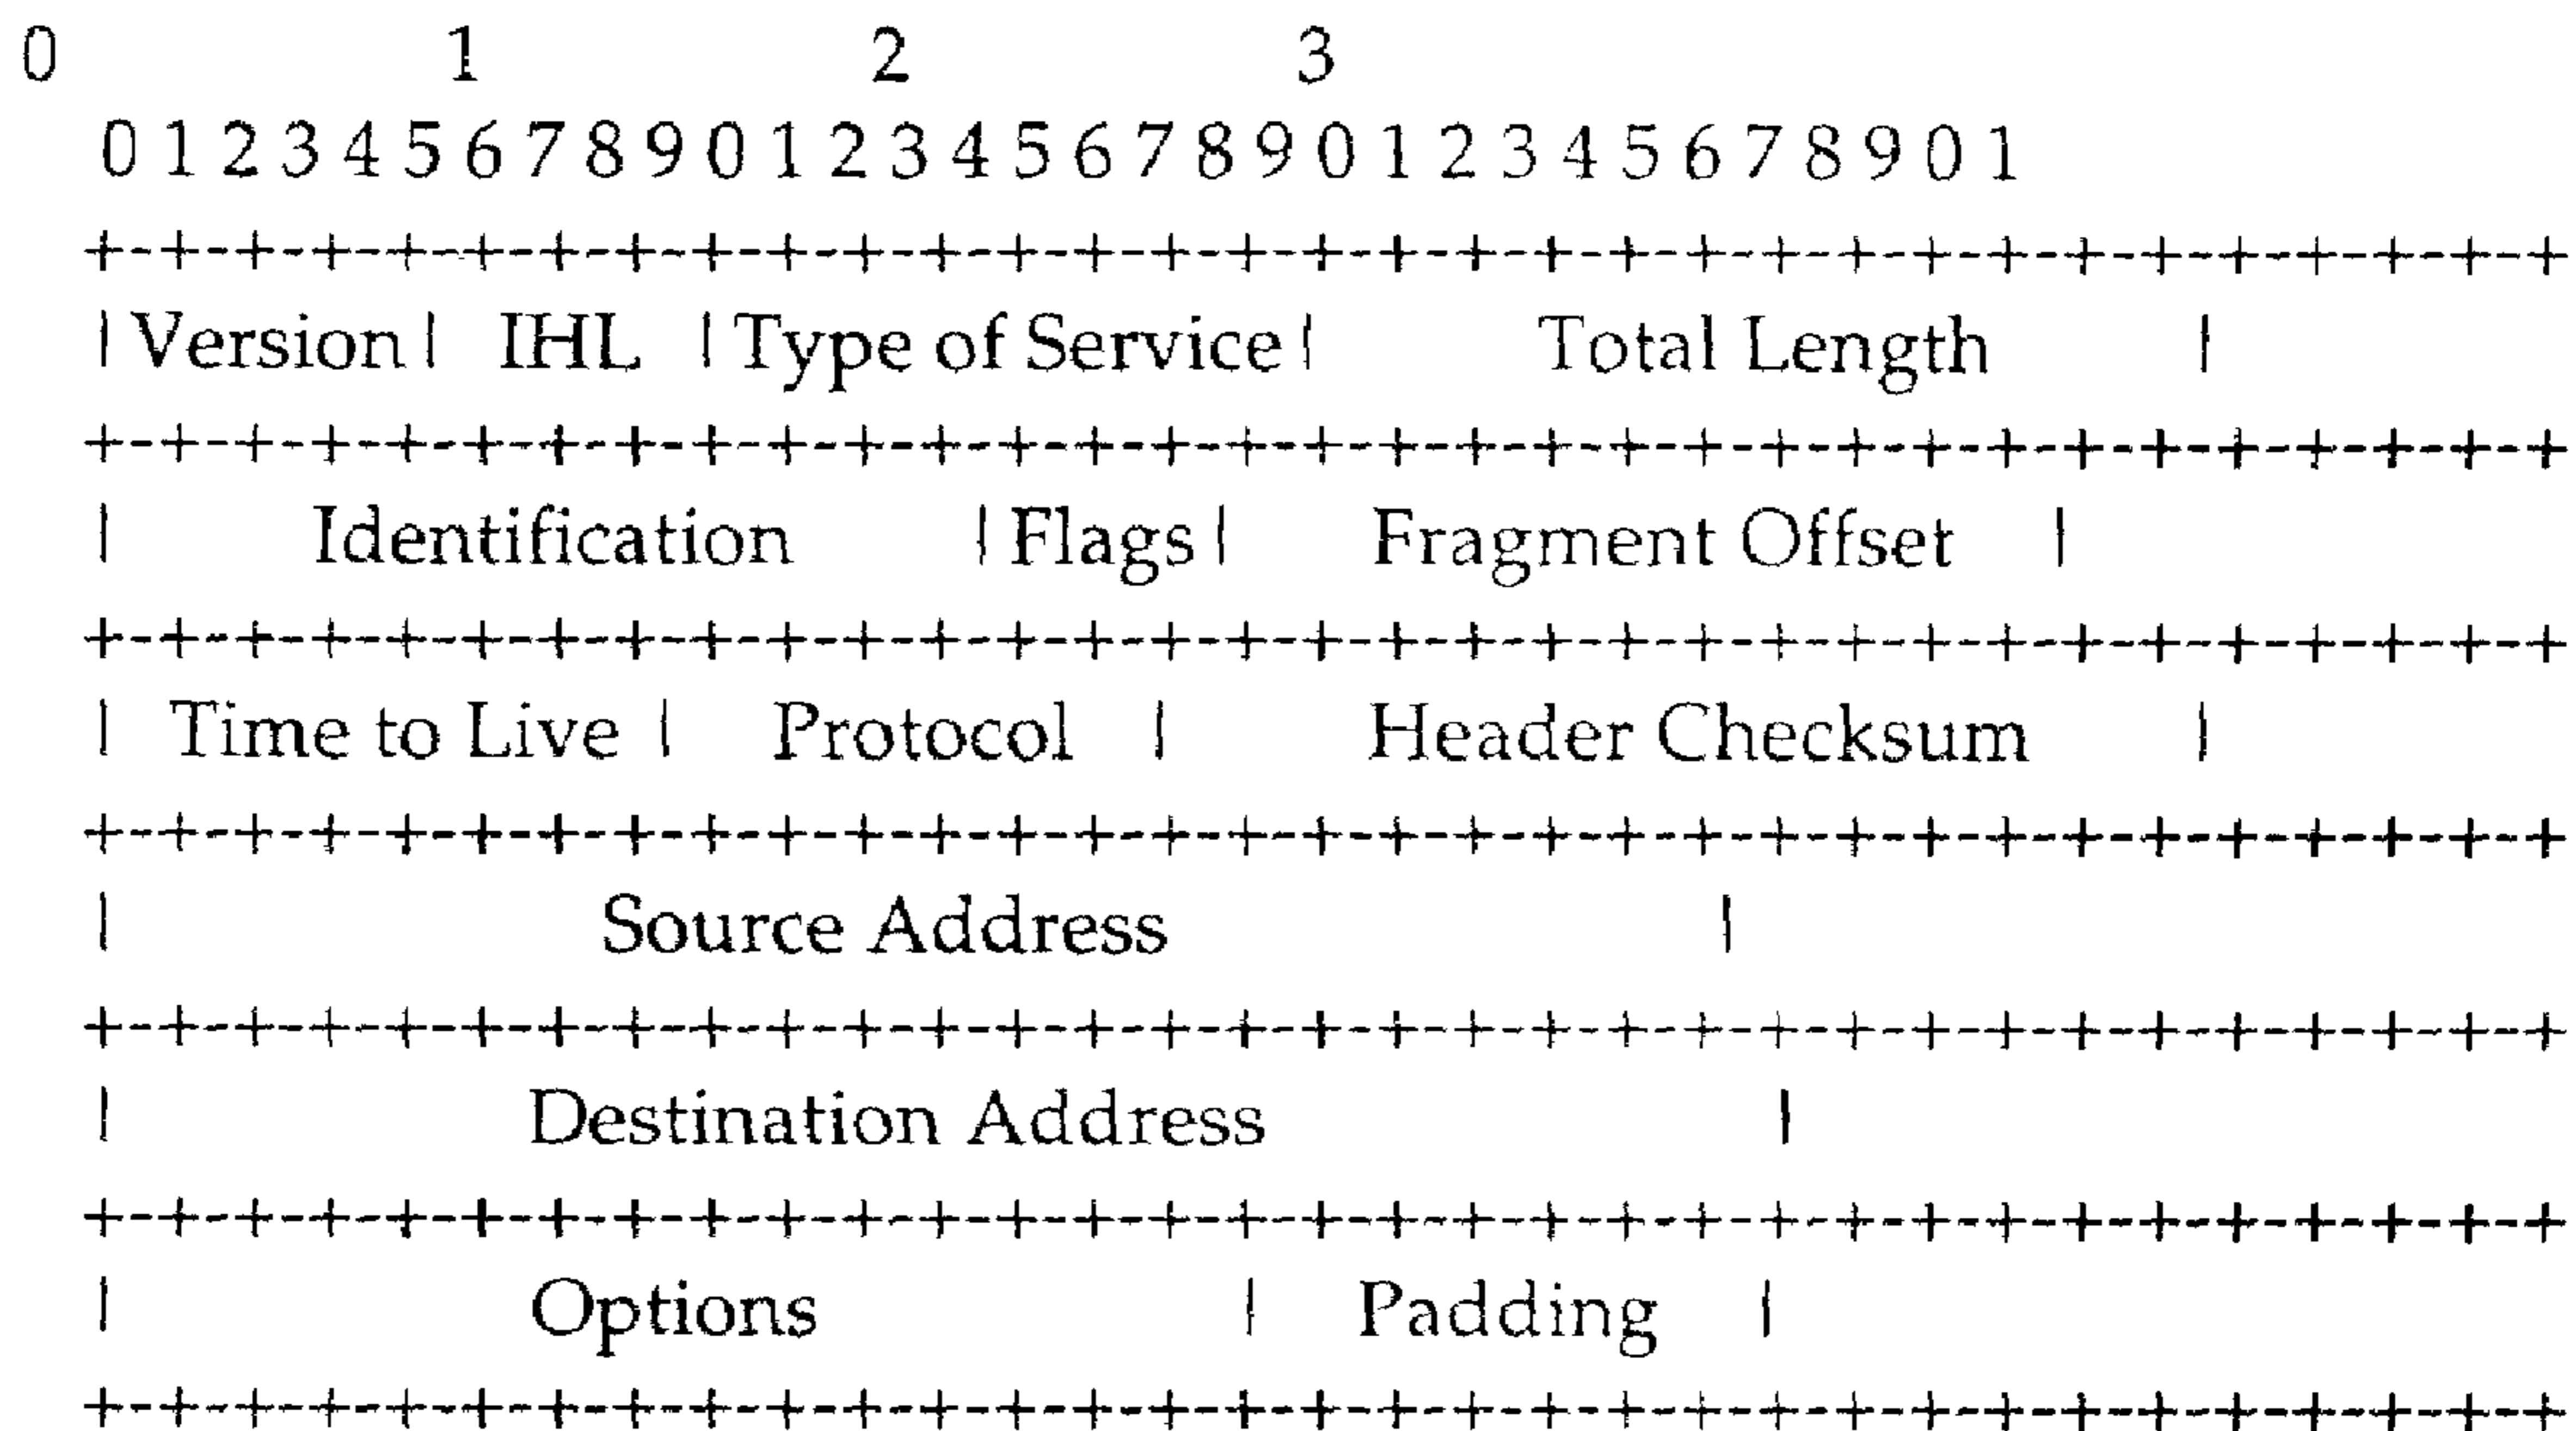 0 1 2 3
0 1 2 3 4 5 6 7 8 9 0 1 2 3 4 5 6 7 8 9 0 1 2 3 4 5 6 7 8 9 0 1
+-+-+-+-+-+-+-+-+-+-+-+-+-+-+-+-+-+-+-+-+-+-+-+-+-+-+-+-+-+-+-+-+
|Version| IHL |Type of Service| Total Length |
+-+-+-+-+-+-+-+-+-+-+-+-+-+-+-+-+-+-+-+-+-+-+-+-+-+-+-+-+-+-+-+-+
| Identification |Flags| Fragment Offset |
+-+-+-+-+-+-+-+-+-+-+-+-+-+-+-+-+-+-+-+-+-+-+-+-+-+-+-+-+-+-+-+-+
| Time to Live | Protocol | Header Checksum |
+-+-+-+-+-+-+-+-+-+-+-+-+-+-+-+-+-+-+-+-+-+-+-+-+-+-+-+-+-+-+-+-+
| Source Address |
+-+-+-+-+-+-+-+-+-+-+-+-+-+-+-+-+-+-+-+-+-+-+-+-+-+-+-+-+-+-+-+-+
| Destination Address |
+-+-+-+-+-+-+-+-+-+-+-+-+-+-+-+-+-+-+-+-+-+-+-+-+-+-+-+-+-+-+-+-+
| Options | Padding |
+-+-+-+-+-+-+-+-+-+-+-+-+-+-+-+-+-+-+-+-+-+-+-+-+-+-+-+-+-+-+-+-+